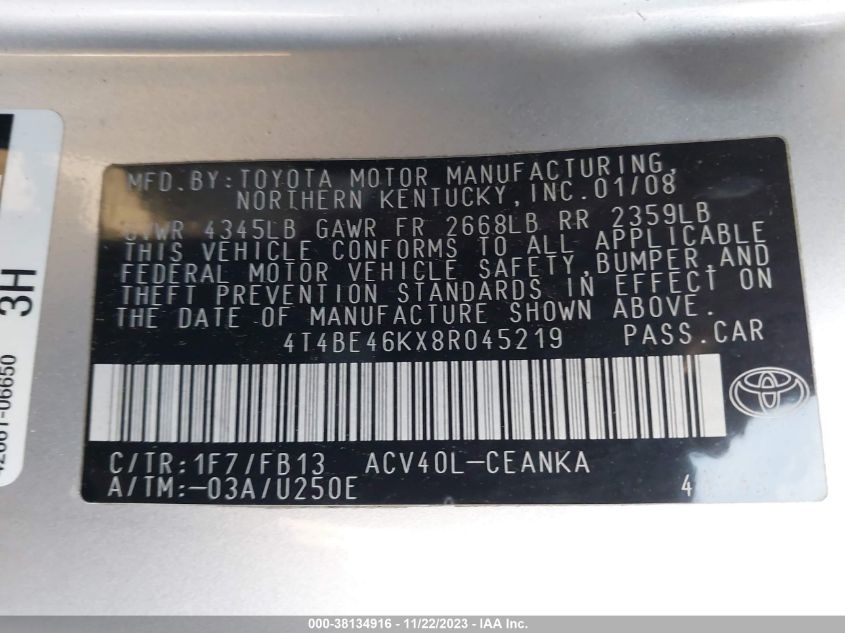 MFD.BY:TOYOTA MOTOR MANUFACTURING,
NORTHERN KENTUCKY,INC.01/08
GVWR 4345LB GAWR FR 2668LB RR 2359LB
THIS VEHICLE CONFORMS TO ALL APPLICABLE
FEDERAL MOTOR VEHICLE SAFETY,BUMPER,AND
THEFT PREVENTION STANDARDS IN EFFECT ON
THE DATE OF MANUFACTURE SHOWN ABOVE.
4T4BE46KX8R045219 PASS.CAR
C/TR:1F7/FB13 ACV40L-CEANKA
A/TM:-03A/U250E
3H
42661-06650
000-38134916 - 11/22/2023 - IAA Inc.